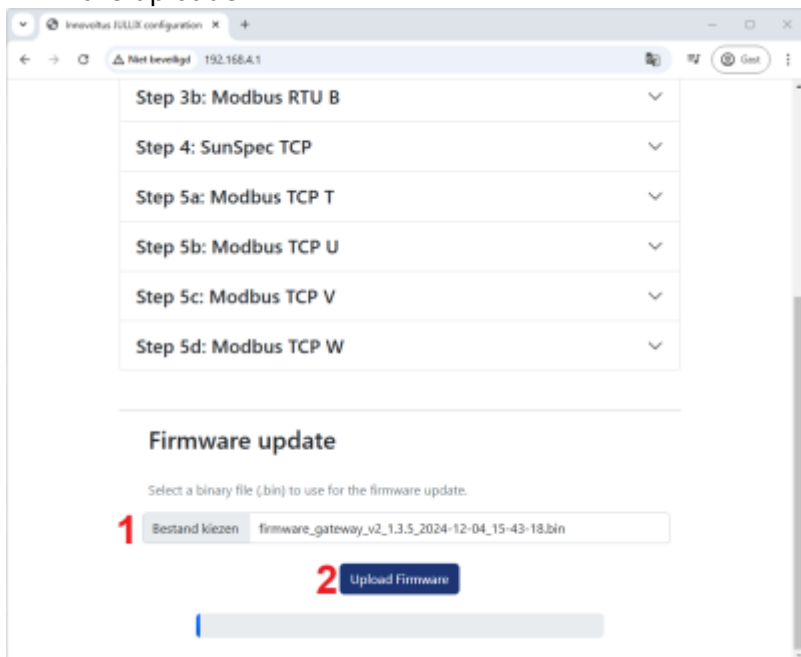 Innovoltus JULLIX configuration
Niet beveiligd 192.168.4.1
Gast
Step 3b: Modbus RTU B
Step 4: SunSpec TCP
Step 5a: Modbus TCP T
Step 5b: Modbus TCP U
Step 5c: Modbus TCP V
Step 5d: Modbus TCP W
Firmware update
Select a binary file (.bin) to use for the firmware update.
1 Bestand kiezen firmware_gateway_v2_1.3.5_2024-12-04_15-43-18.bin
2 Upload Firmware